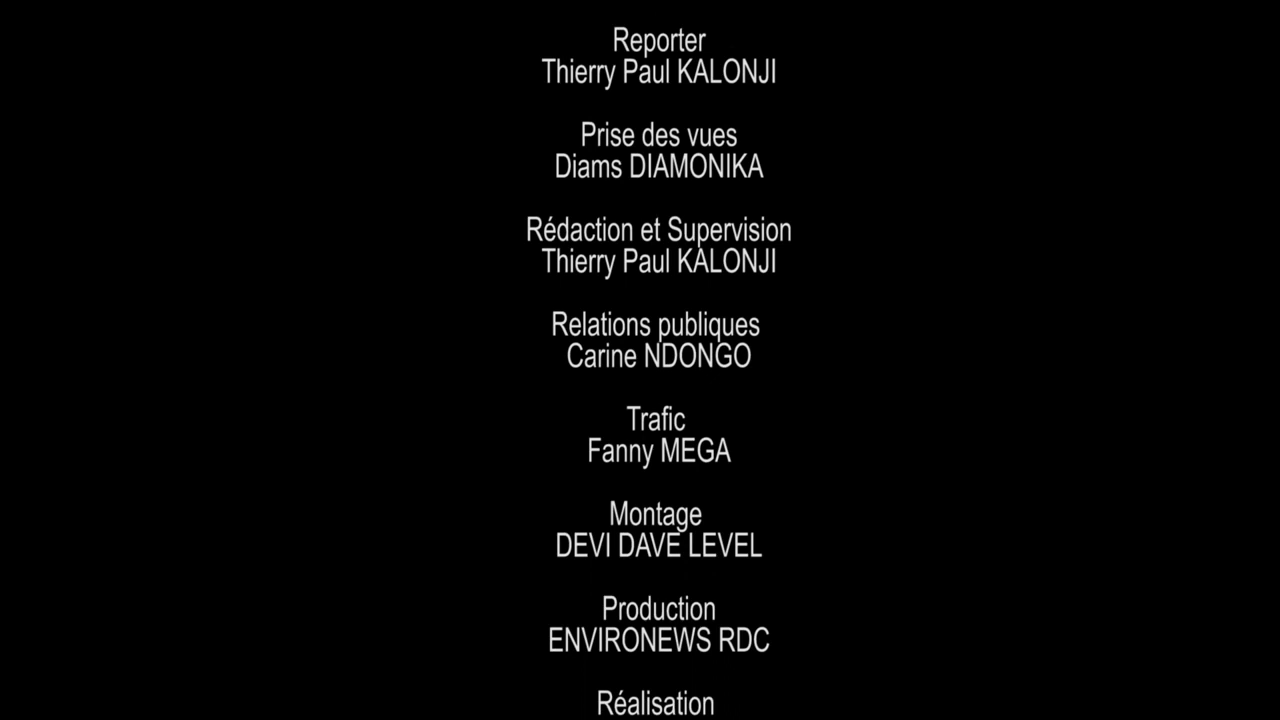 Reporter
Thierry Paul KALONJI
Prise des vues
Diams DIAMONIKA
Rédaction et Supervision
Thierry Paul KALONJI
Relations publiques
Carine NDONGO
Trafic
Fanny MEGA
Montage
DEVI DAVE LEVEL
Production
ENVIRONEWS RDC
Réalisation